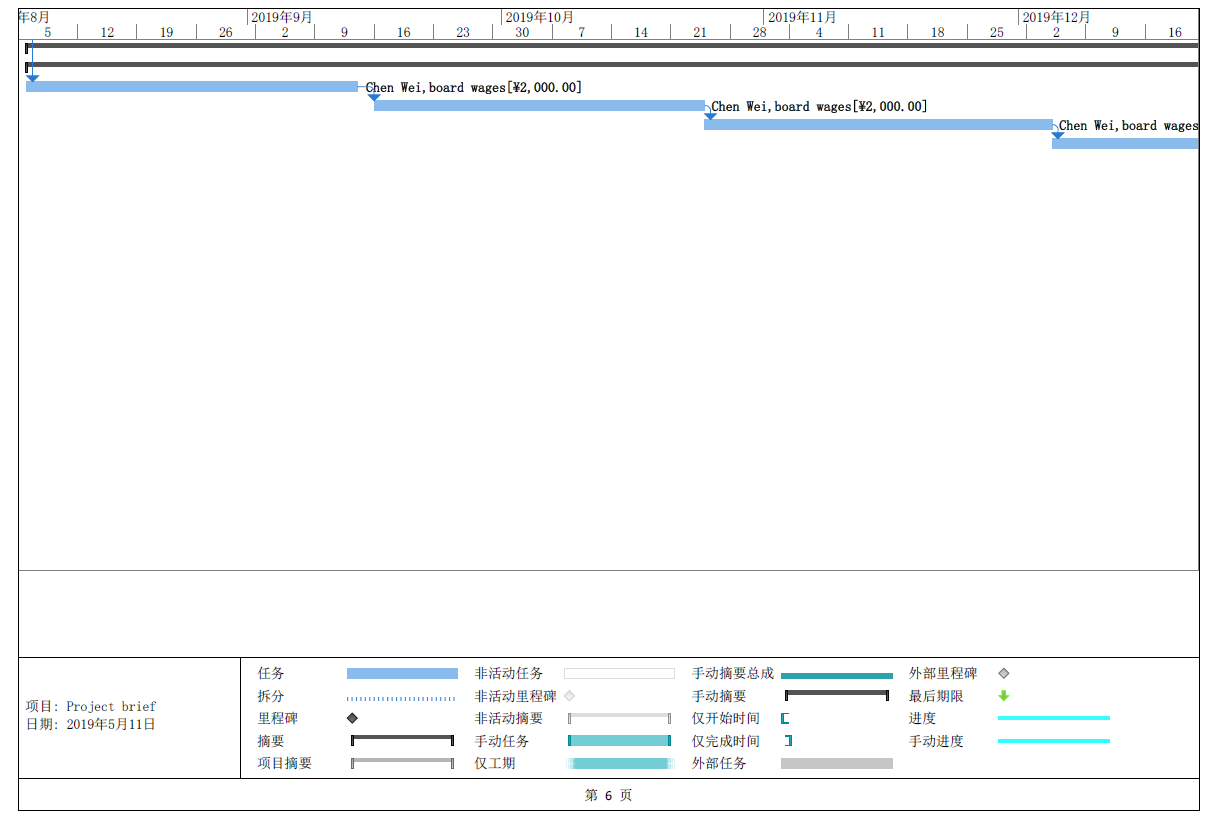 年8月 2019年9月 2019年10月 2019年11月 2019年12月
5 12 19 26 2 9 16 23 30 7 14 21 28 4 11 18 25 2 9 16
Chen Wei,board wages[¥2,000.00]
Chen Wei,board wages[¥2,000.00]
Chen Wei,board wages
项目: Project brief
日期: 2019年5月11日
任务
拆分
里程碑
摘要
项目摘要
非活动任务
非活动里程碑
非活动摘要
手动任务
仅工期
手动摘要总成
手动摘要
仅开始时间
仅完成时间
外部任务
外部里程碑
最后期限
进度
手动进度
第 6 页